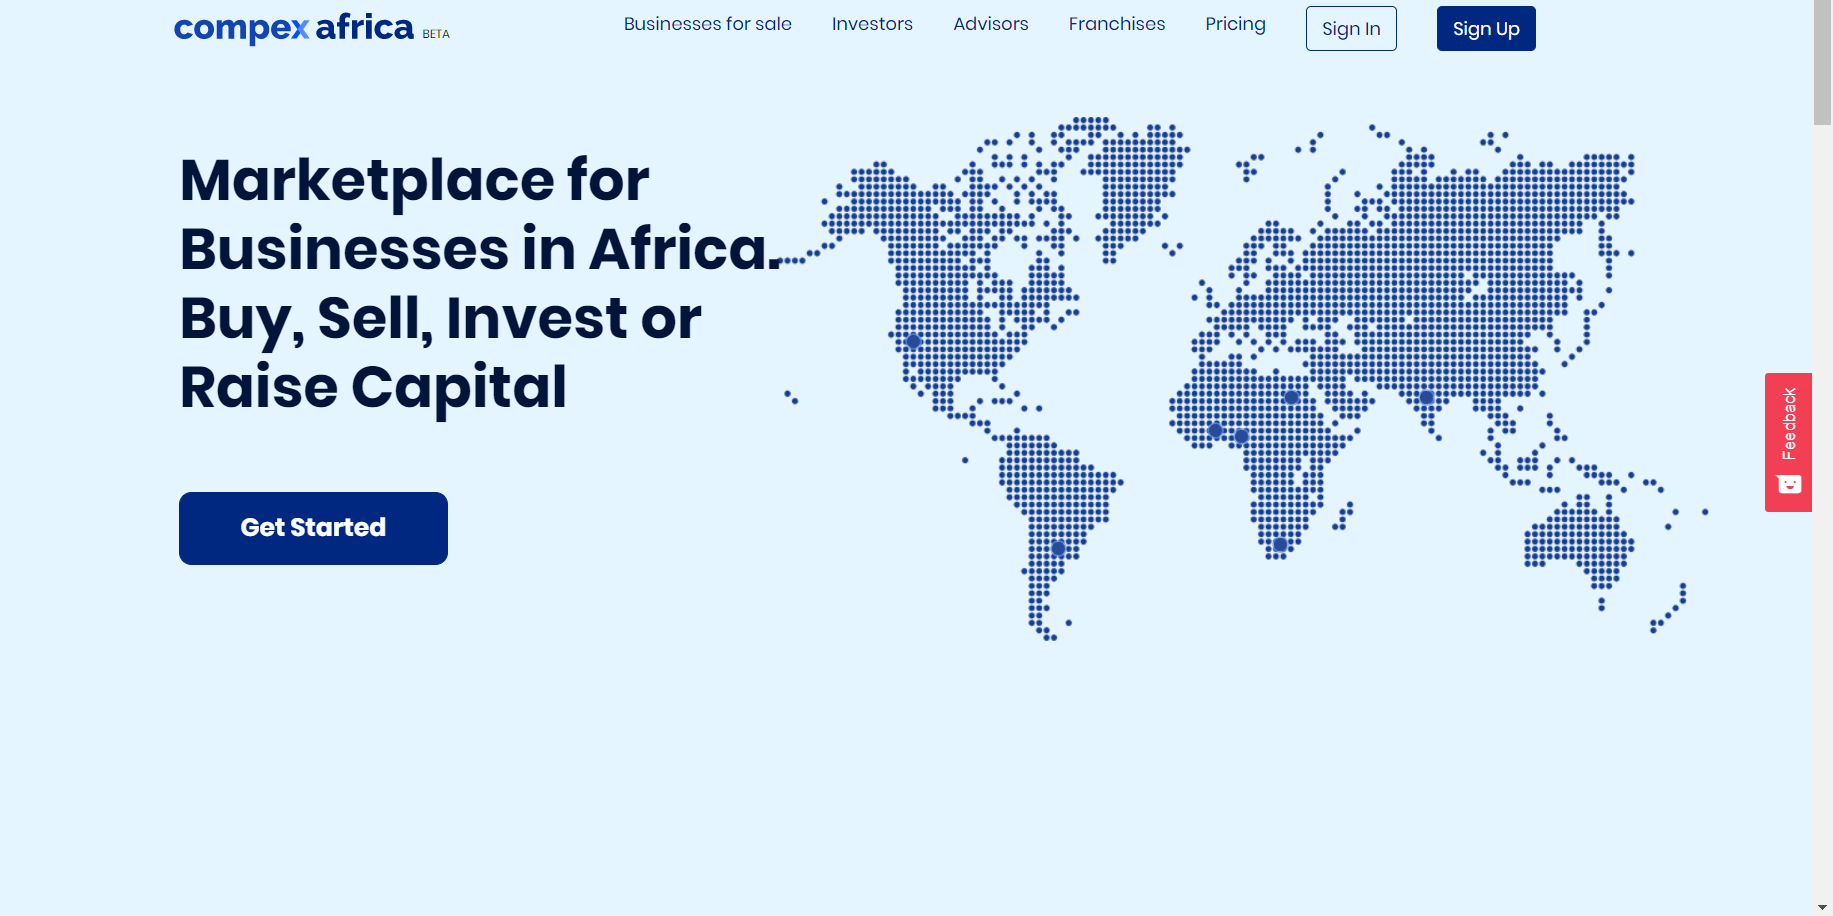 compex africa BETA
Businesses for sale
Investors
Advisors
Franchises
Pricing
Sign In
Sign Up
Marketplace for
Businesses in Africa.
Buy, Sell, Invest or
Raise Capital
Get Started
Feedback